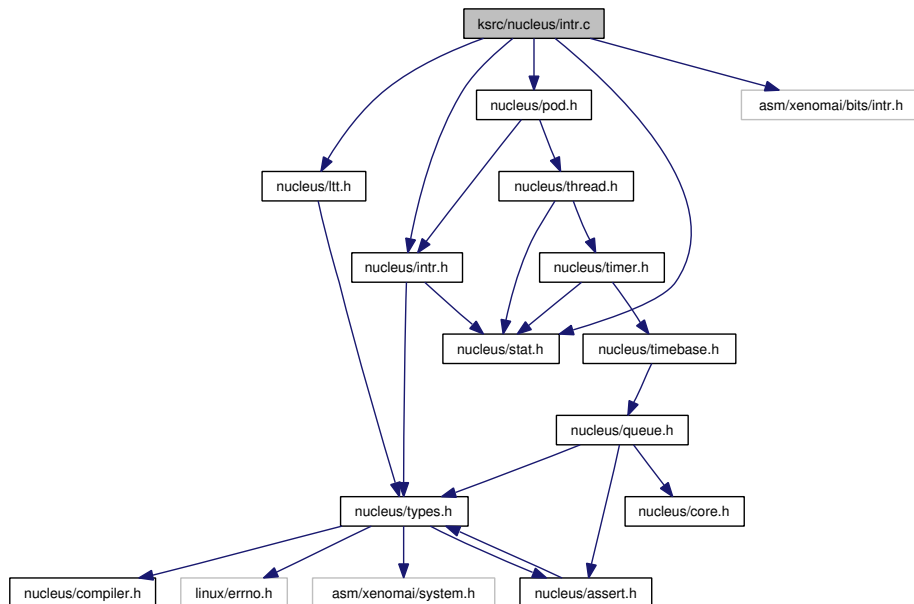 ksrc/nucleus/intr.c
nucleus/pod.h
asm/xenomai/bits/intr.h
nucleus/ltt.h
nucleus/thread.h
nucleus/intr.h
nucleus/timer.h
nucleus/stat.h
nucleus/timebase.h
nucleus/queue.h
nucleus/types.h
nucleus/core.h
nucleus/compiler.h
linux/errno.h
asm/xenomai/system.h
nucleus/assert.h